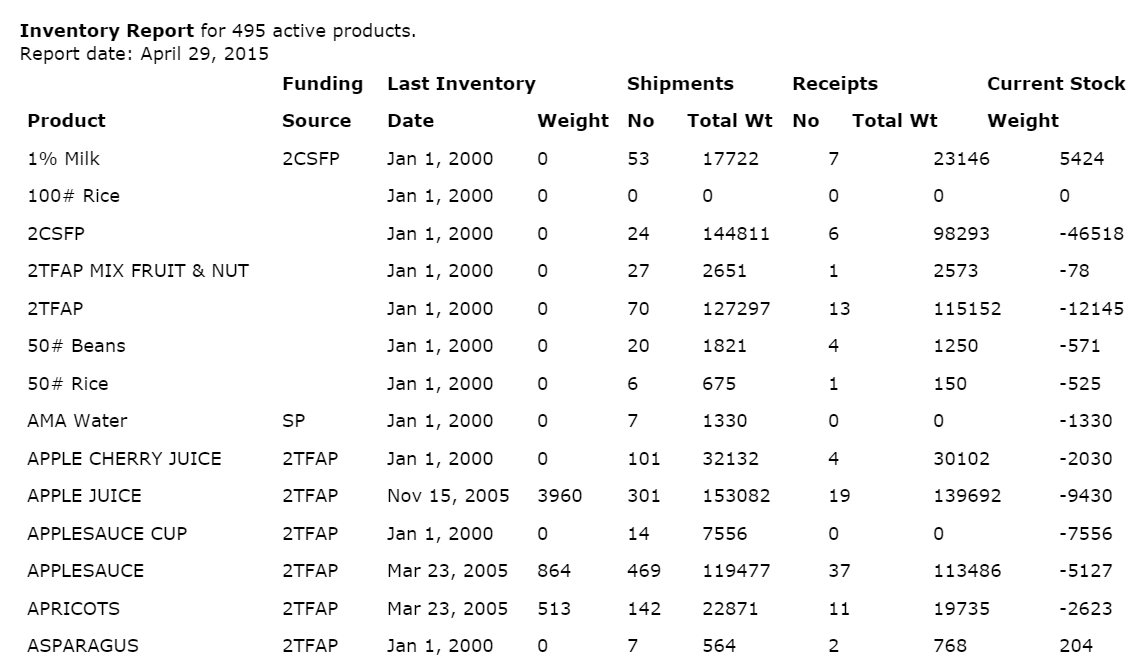 Inventory Report for 495 active products.
Report date: April 29, 2015
Funding Last Inventory Shipments Receipts Current Stock
Product Source Date Weight No Total Wt No Total Wt Weight
1% Milk 2CSFP Jan 1, 2000 0 53 17722 7 23146 5424
100# Rice Jan 1, 2000 0 0 0 0 0 0
2CSFP Jan 1, 2000 0 24 144811 6 98293 -46518
2TFAP MIX FRUIT & NUT Jan 1, 2000 0 27 2651 1 2573 -78
2TFAP Jan 1, 2000 0 70 127297 13 115152 -12145
50# Beans Jan 1, 2000 0 20 1821 4 1250 -571
50# Rice Jan 1, 2000 0 6 675 1 150 -525
AMA Water SP Jan 1, 2000 0 7 1330 0 0 -1330
APPLE CHERRY JUICE 2TFAP Jan 1, 2000 0 101 32132 4 30102 -2030
APPLE JUICE 2TFAP Nov 15, 2005 3960 301 153082 19 139692 -9430
APPLESAUCE CUP 2TFAP Jan 1, 2000 0 14 7556 0 0 -7556
APPLESAUCE 2TFAP Mar 23, 2005 864 469 119477 37 113486 -5127
APRICOTS 2TFAP Mar 23, 2005 513 142 22871 11 19735 -2623
ASPARAGUS 2TFAP Jan 1, 2000 0 7 564 2 768 204